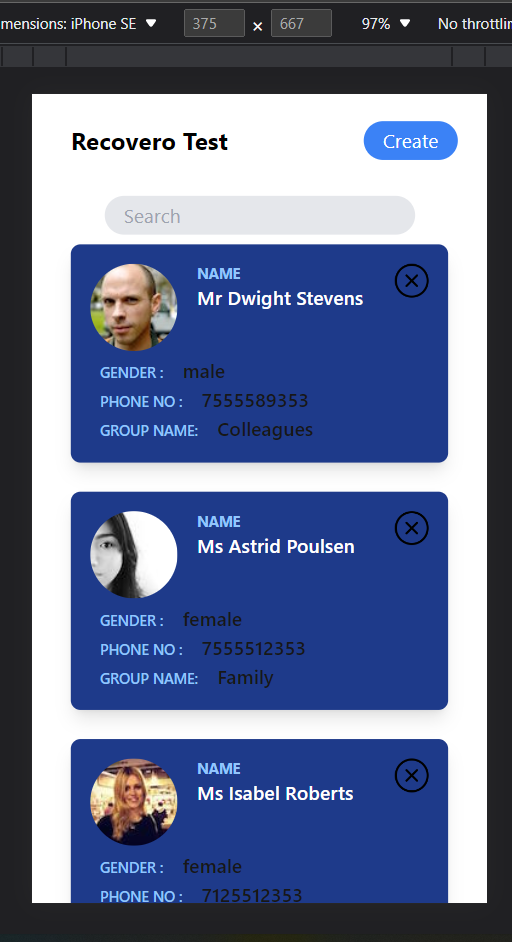 mensions: iPhone SE ▼ 375 × 667 97% ▼ No throttlin
Recovero Test
Create
Search
NAME
Mr Dwight Stevens
GENDER : male
PHONE NO : 7555589353
GROUP NAME: Colleagues
NAME
Ms Astrid Poulsen
GENDER : female
PHONE NO : 7555512353
GROUP NAME: Family
NAME
Ms Isabel Roberts
GENDER : female
PHONE NO : 7125512353